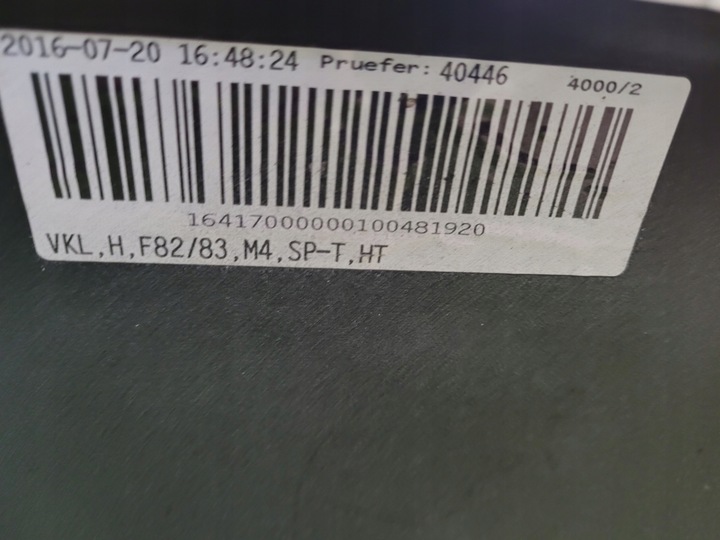 2016-07-20 16:48:24 Pruefer: 40446 4000/2
16417000000100481920
VKL,H,F82/83,M4,SP-T,HT